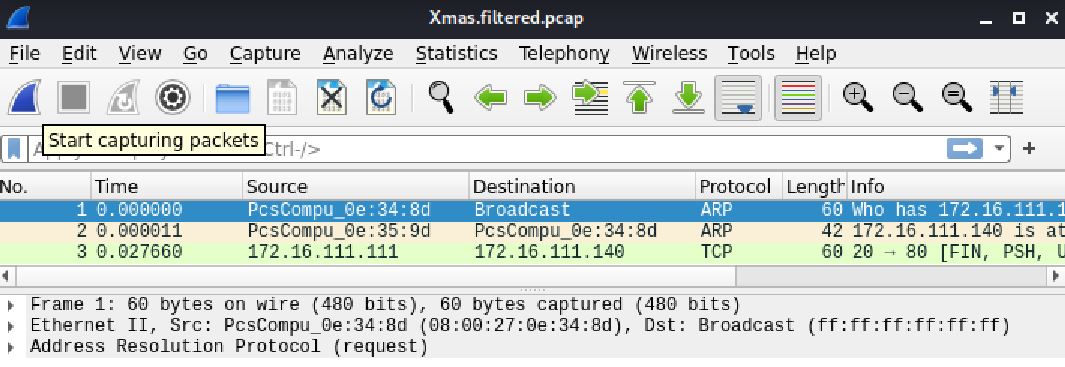 Xmas.filtered.pcap
File Edit View Go Capture Analyze Statistics Telephony Wireless Tools Help
Start capturing packets
Ctrl-/>
No. Time Source Destination Protocol Length Info
1 0.000000 PcsCompu_0e:34:8d Broadcast ARP 60 Who has 172.16.111.1
2 0.000011 PcsCompu_0e:35:9d PcsCompu_0e:34:8d ARP 42 172.16.111.140 is at
3 0.027660 172.16.111.111 172.16.111.140 TCP 60 20 → 80 [FIN, PSH, U
Frame 1: 60 bytes on wire (480 bits), 60 bytes captured (480 bits)
Ethernet II, Src: PcsCompu_0e:34:8d (08:00:27:0e:34:8d), Dst: Broadcast (ff:ff:ff:ff:ff:ff)
Address Resolution Protocol (request)